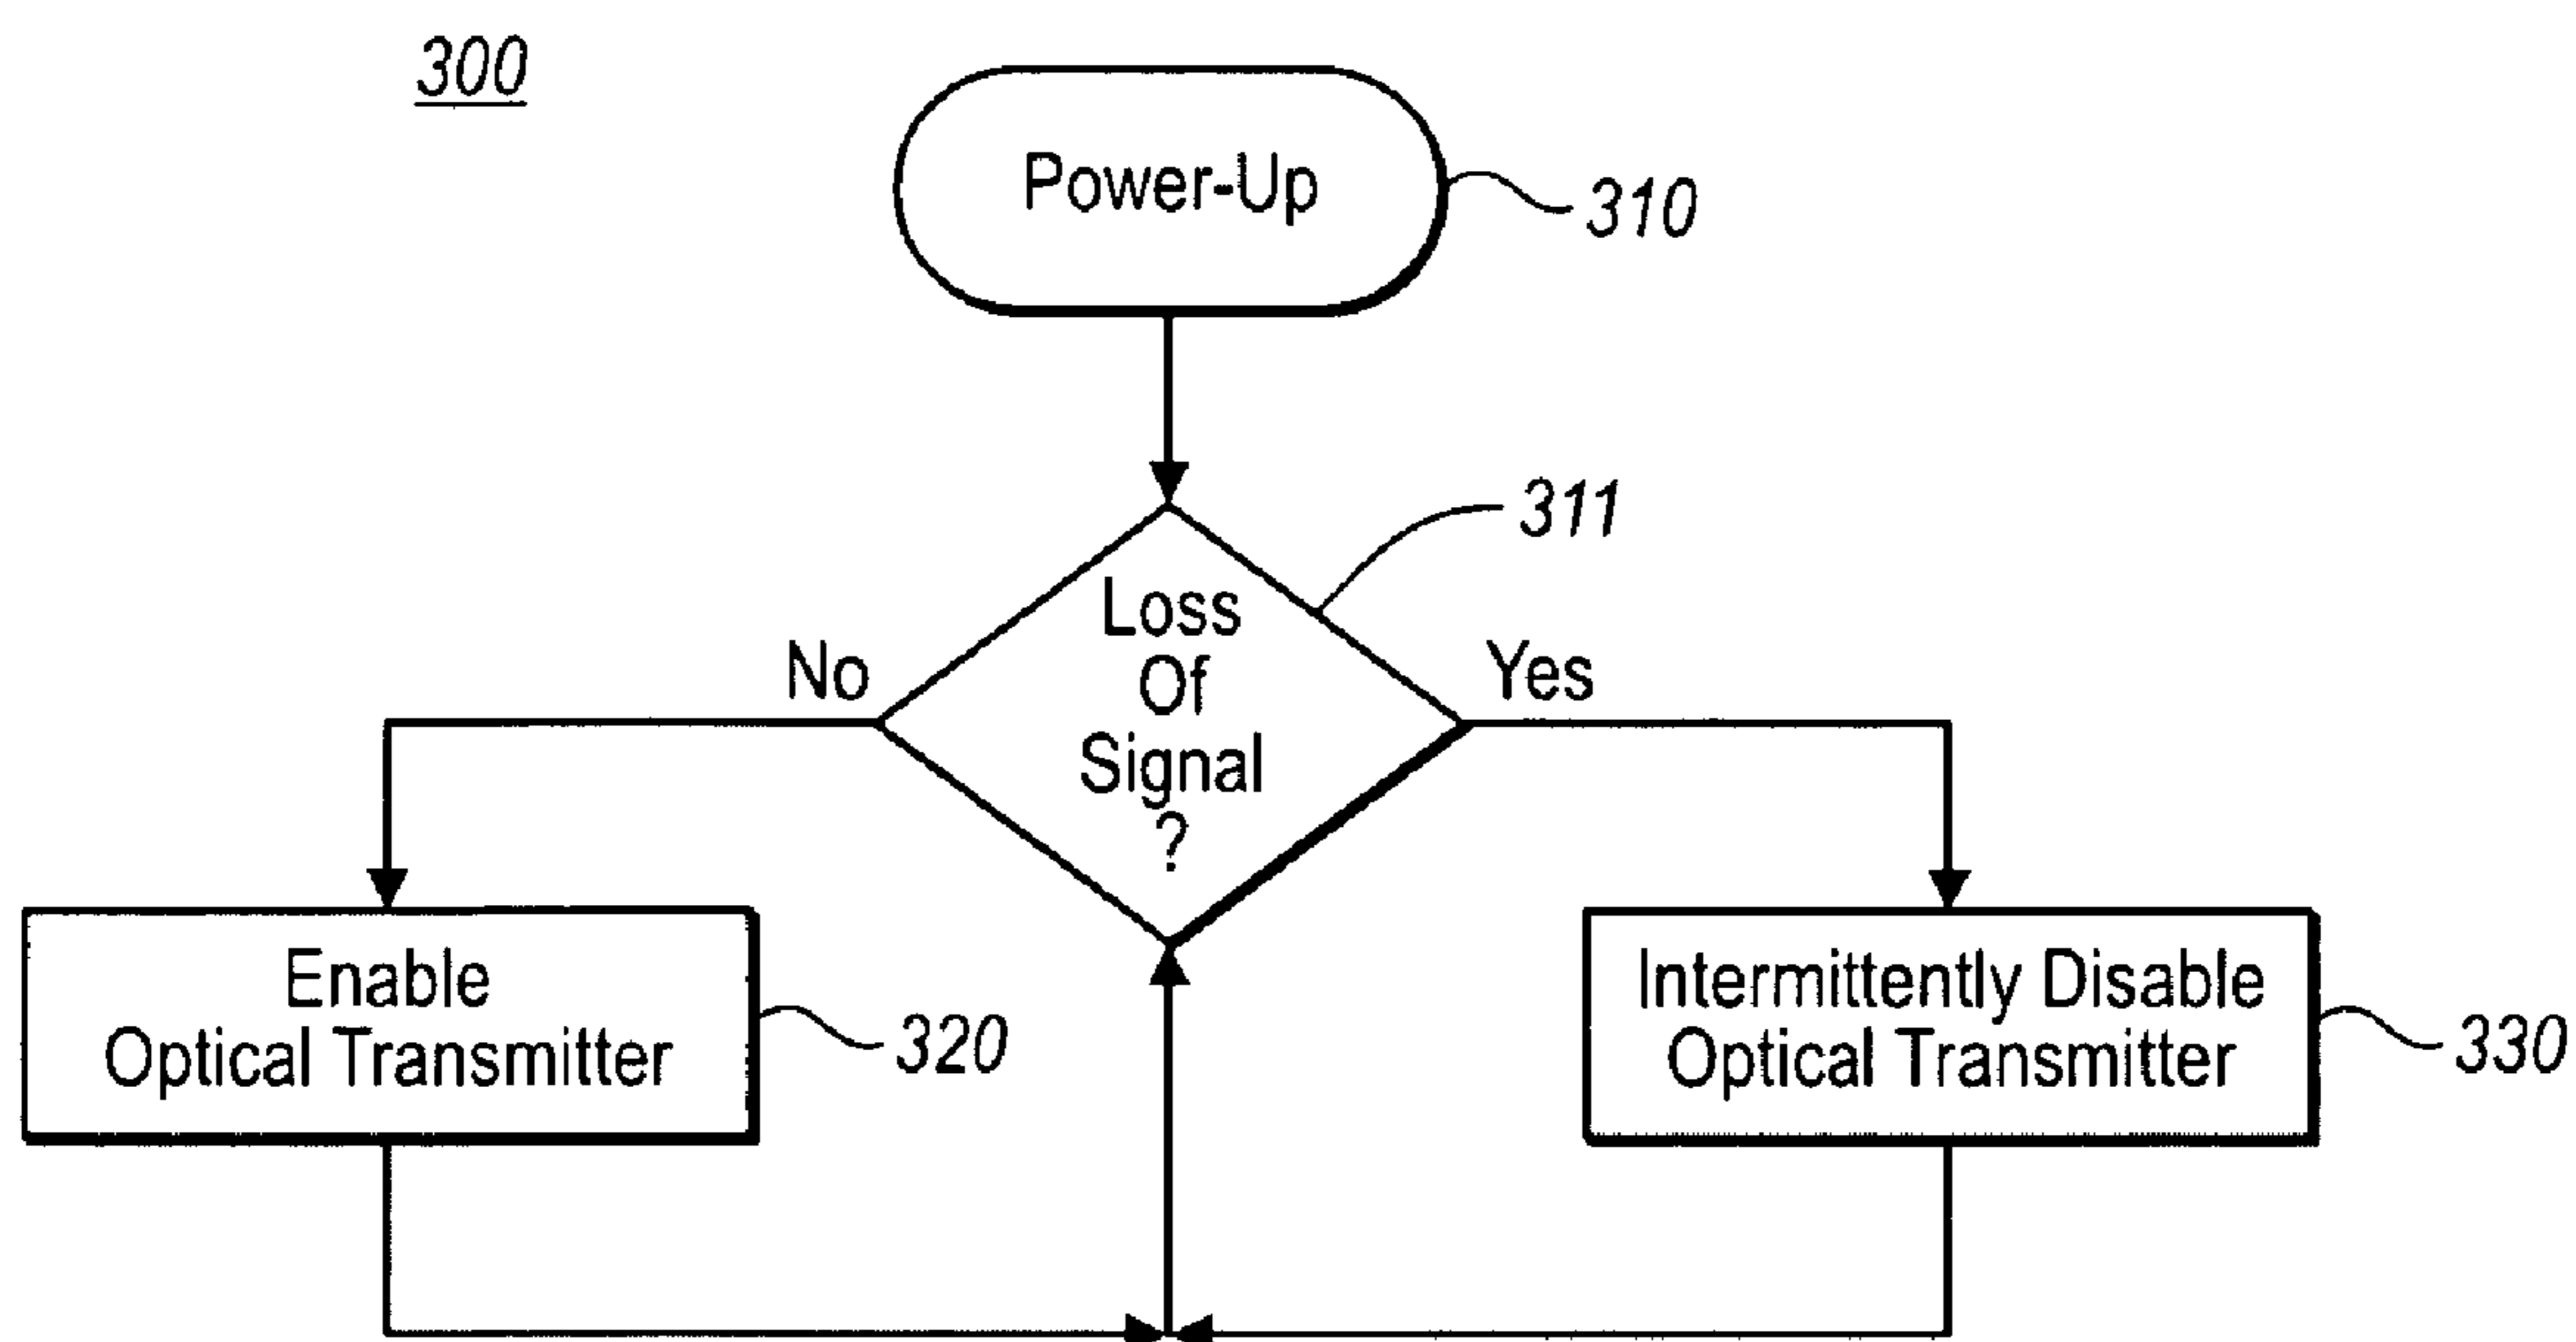 300
Power-Up
310
311
Loss
Of
Signal
?
No
Yes
Enable
Optical Transmitter
320
Intermittently Disable
Optical Transmitter
330